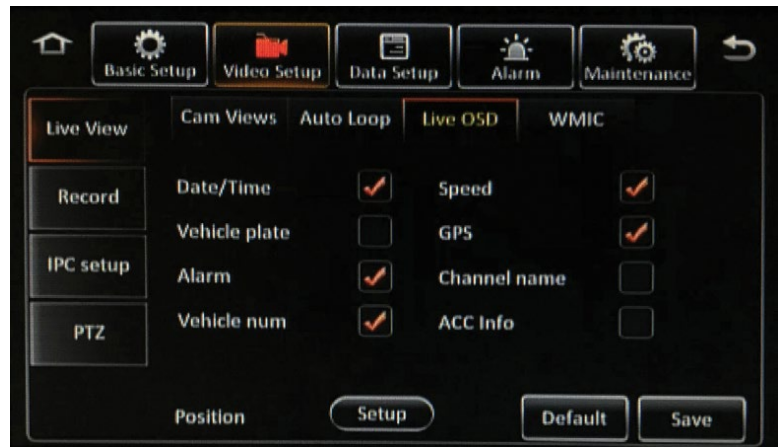 Basic Setup Video Setup Data Setup Alarm Maintenance
Live View
Cam Views Auto Loop Live OSD WMIC
Record
Date/Time Speed
Vehicle plate GPS
IPC setup
Alarm Channel name
PTZ
Vehicle num ACC Info
Position Setup Default Save